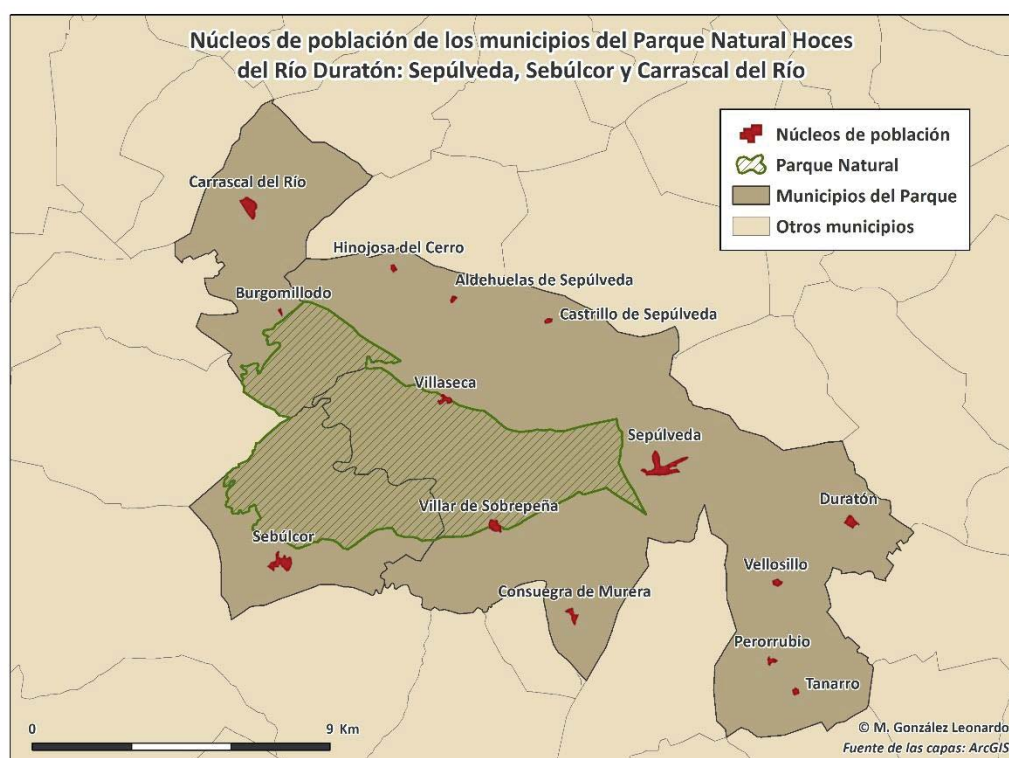 Núcleos de población de los municipios del Parque Natural Hoces
del Río Duratón: Sepúlveda, Sebúlcor y Carrascal del Río
Núcleos de población
Parque Natural
Municipios del Parque
Otros municipios
Carrascal del Río
Hinojosa del Cerro
Aldehuelas de Sepúlveda
Burgomillodo
Castrillo de Sepúlveda
Villaseca
Sepúlveda
Duratón
Villar de Sobrepeña
Sebúlcor
Vellosillo
Consuegra de Murera
Perorrubio
Tanarro
0 9 Km
© M. González Leonardo
Fuente de las capas: ArcGIS